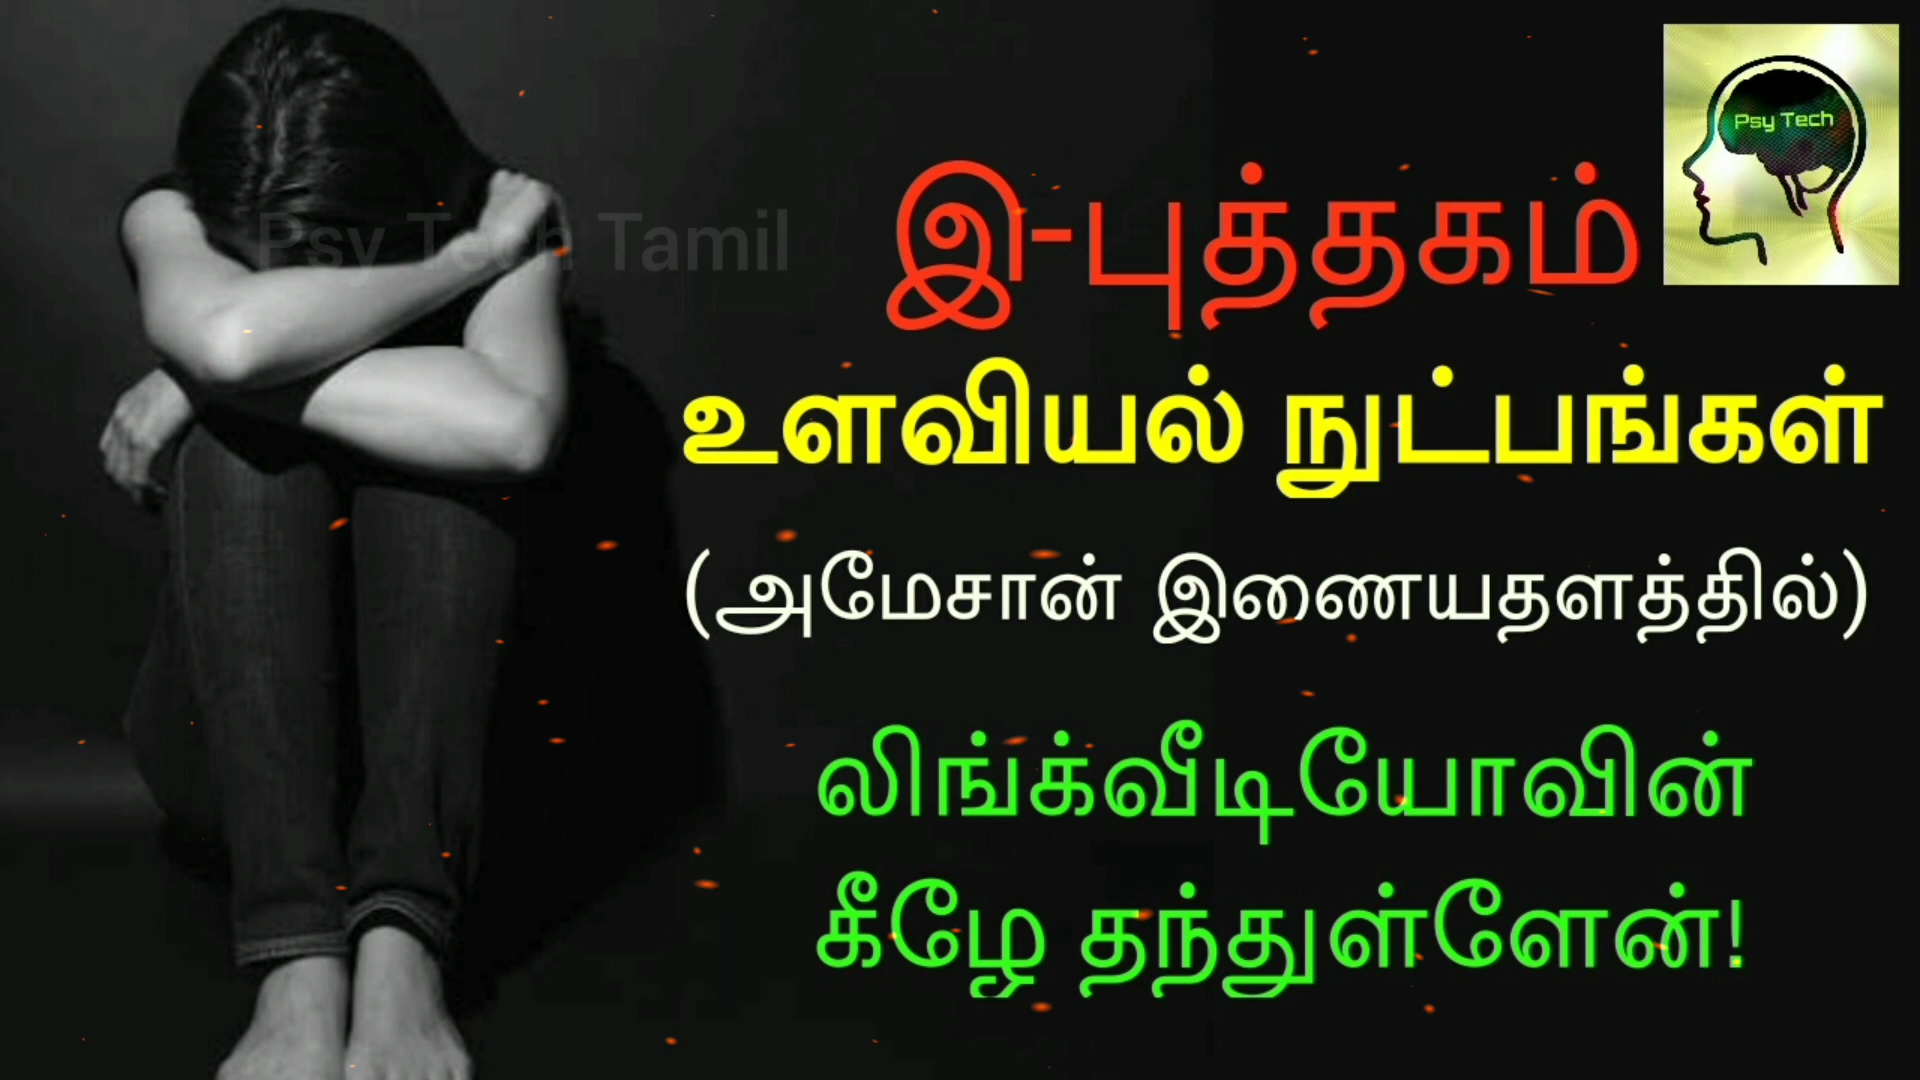 Psy Tech
Psy Tech Tamil
இ-புத்தகம்
உளவியல் நுட்பங்கள்
(அமேசான் இணையதளத்தில்)
லிங்க்வீடியோவின்
கீழே தந்துள்ளேன்!